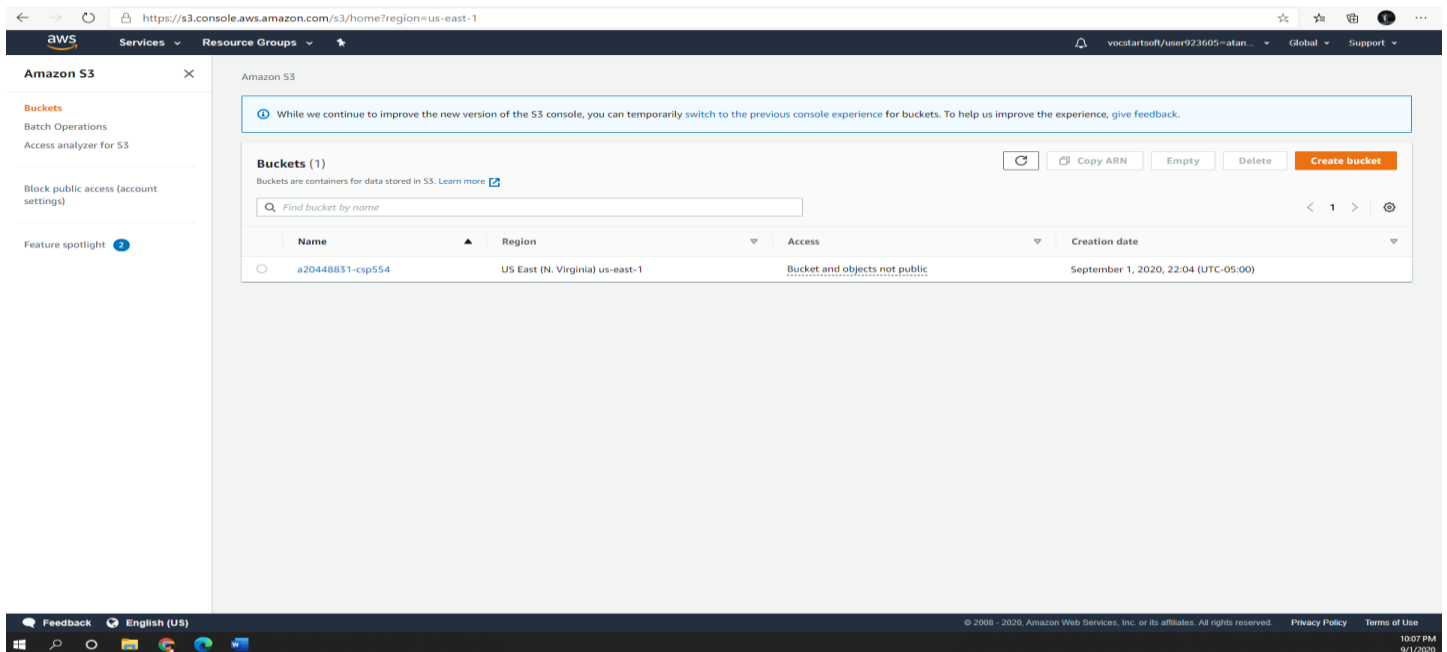 https://s3.console.aws.amazon.com/s3/home?region=us-east-1
aws Services Resource Groups vocstartsoft/user923605=atan... Global Support
Amazon S3
Buckets
Batch Operations
Access analyzer for S3
Block public access (account
settings)
Feature spotlight 2
Amazon S3
While we continue to improve the new version of the S3 console, you can temporarily switch to the previous console experience for buckets. To help us improve the experience, give feedback.
Buckets (1) Copy ARN Empty Delete Create bucket
Buckets are containers for data stored in S3. Learn more
Find bucket by name 1
Name Region Access Creation date
a20448831-csp554 US East (N. Virginia) us-east-1 Bucket and objects not public September 1, 2020, 22:04 (UTC-05:00)
Feedback English (US) © 2008 - 2020, Amazon Web Services, Inc. or its affiliates. All rights reserved. Privacy Policy Terms of Use
10:07 PM
9/1/2020